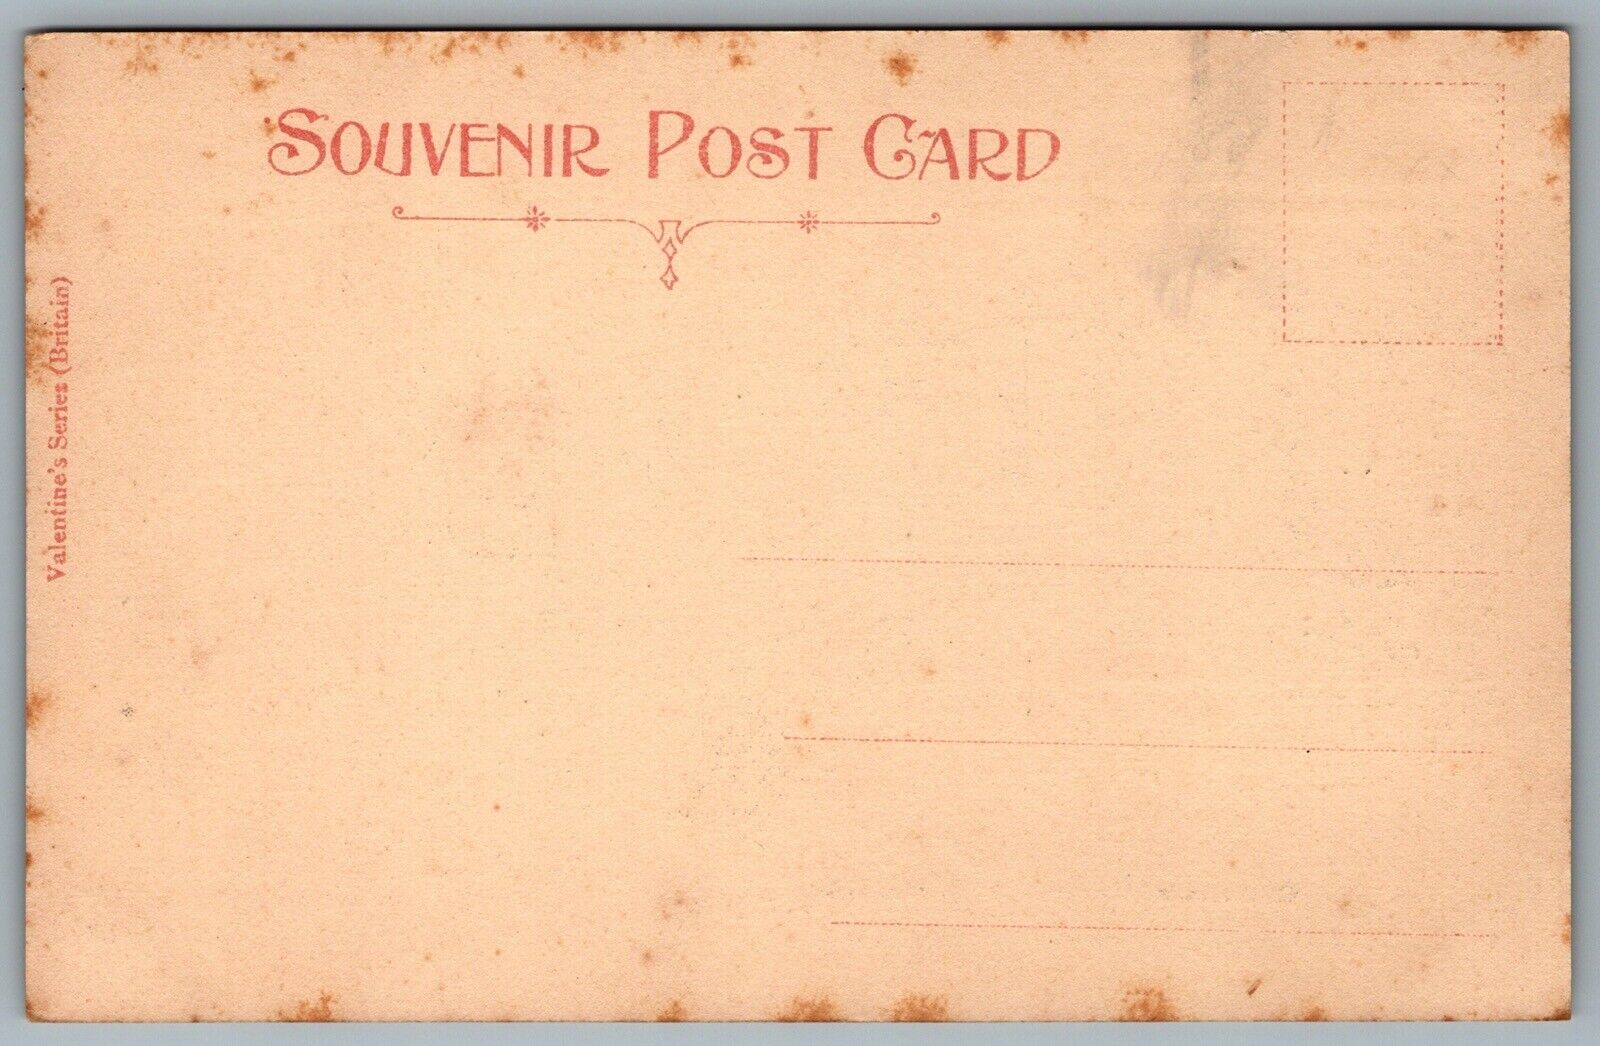 SOUVENIR POST CARD
Valentine's Series (Britain)